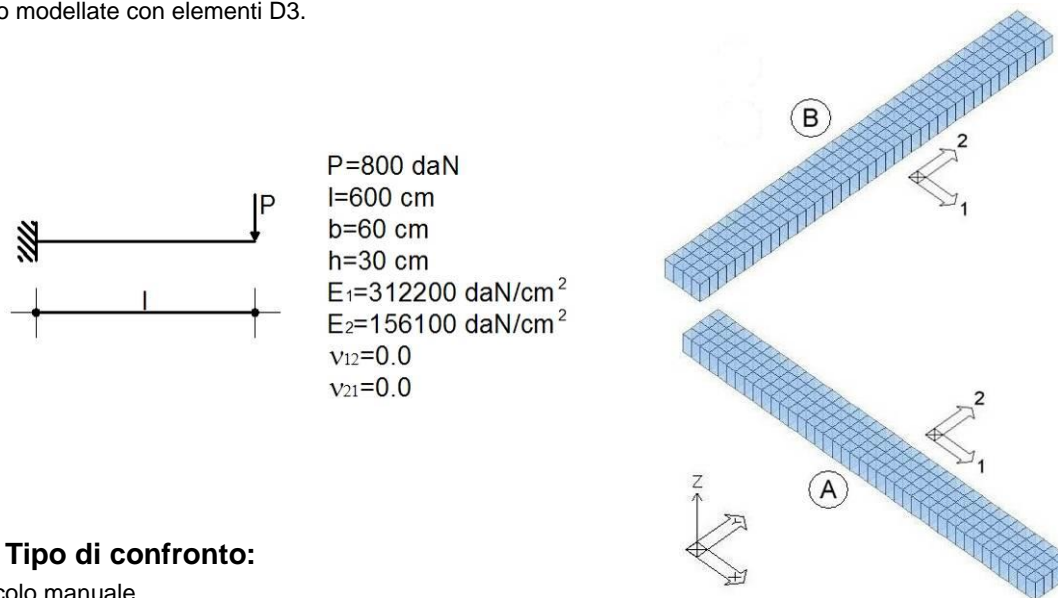 o modellate con elementi D3.
P
l
P=800 daN
l=600 cm
b=60 cm
h=30 cm
E1=312200 daN/cm²
E2=156100 daN/cm²
ν12=0.0
ν21=0.0
B
2
1
2
1
A
Z
Y
X
Tipo di confronto:
colo manuale